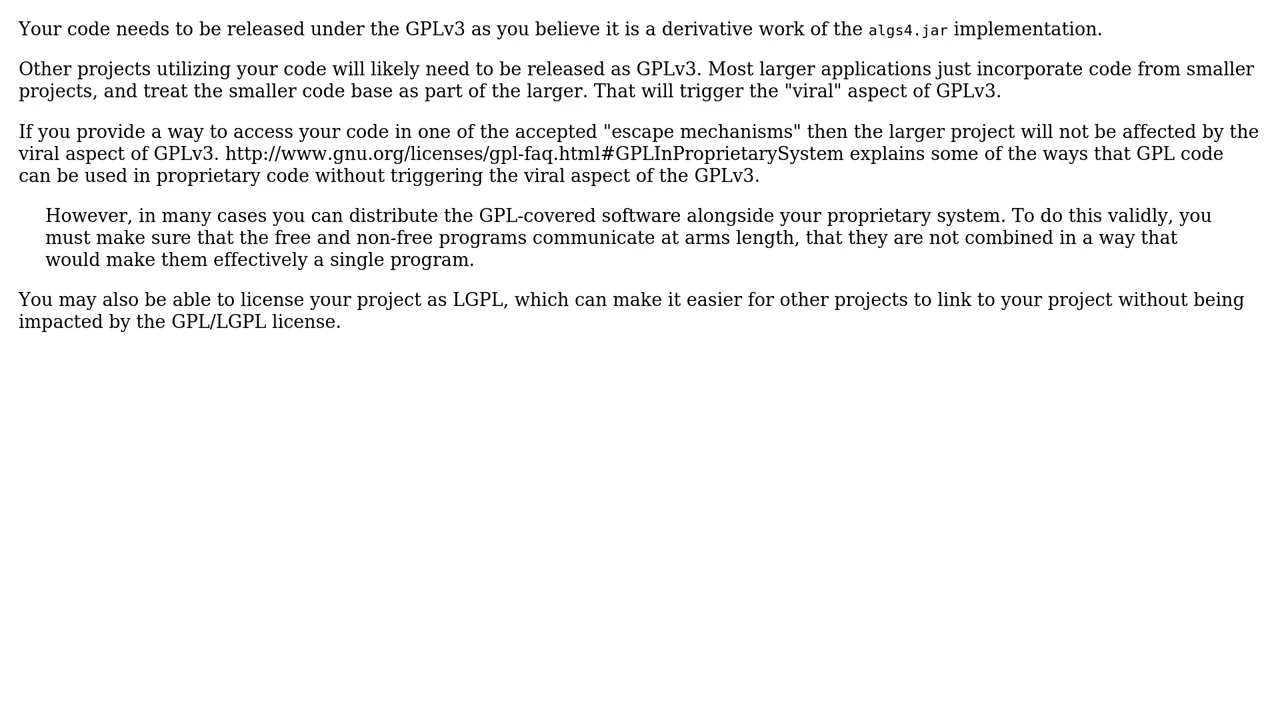 Your code needs to be released under the GPLv3 as you believe it is a derivative work of the algs4.jar implementation.
Other projects utilizing your code will likely need to be released as GPLv3. Most larger applications just incorporate code from smaller
projects, and treat the smaller code base as part of the larger. That will trigger the "viral" aspect of GPLv3.
If you provide a way to access your code in one of the accepted "escape mechanisms" then the larger project will not be affected by the
viral aspect of GPLv3. http://www.gnu.org/licenses/gpl-faq.html#GPLInProprietarySystem explains some of the ways that GPL code
can be used in proprietary code without triggering the viral aspect of the GPLv3.
However, in many cases you can distribute the GPL-covered software alongside your proprietary system. To do this validly, you
must make sure that the free and non-free programs communicate at arms length, that they are not combined in a way that
would make them effectively a single program.
You may also be able to license your project as LGPL, which can make it easier for other projects to link to your project without being
impacted by the GPL/LGPL license.